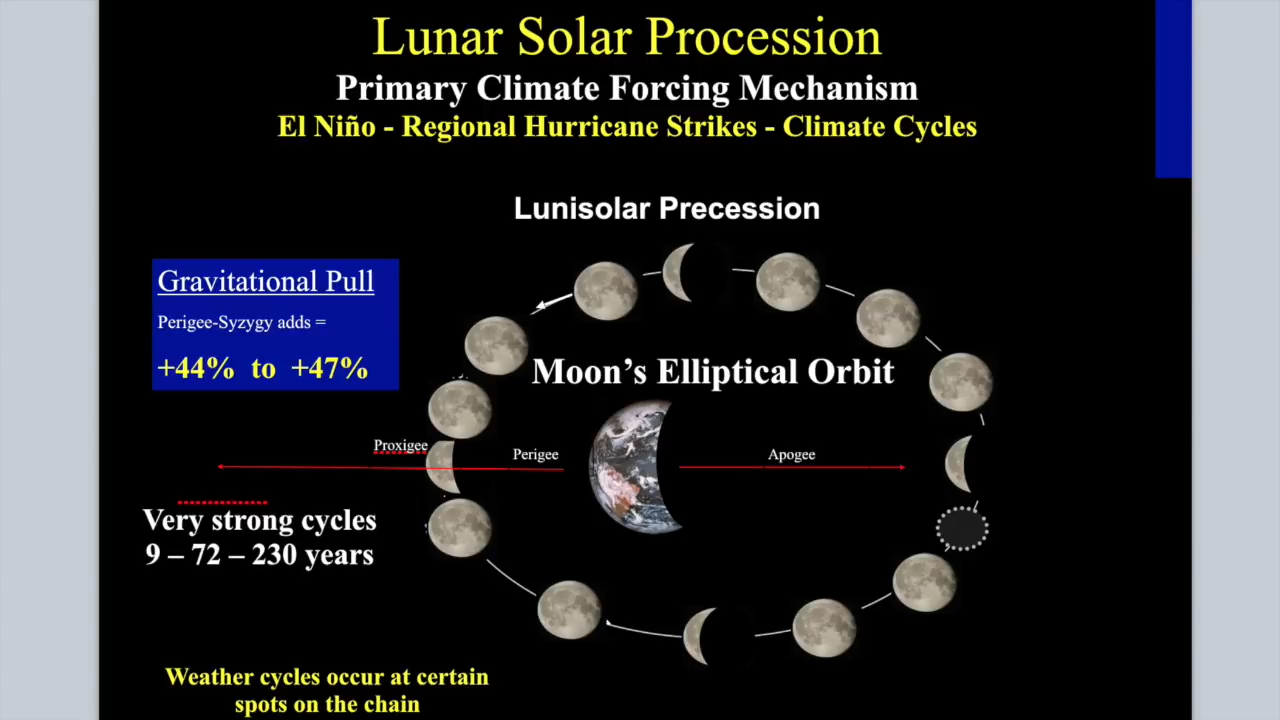 Lunar Solar Procession
Primary Climate Forcing Mechanism
El Niño - Regional Hurricane Strikes - Climate Cycles
Lunisolar Precession
Gravitational Pull
Perigee-Syzygy adds =
+44% to +47%
Moon’s Elliptical Orbit
Proxigee
Perigee
Apogee
Very strong cycles
9 – 72 – 230 years
Weather cycles occur at certain
spots on the chain